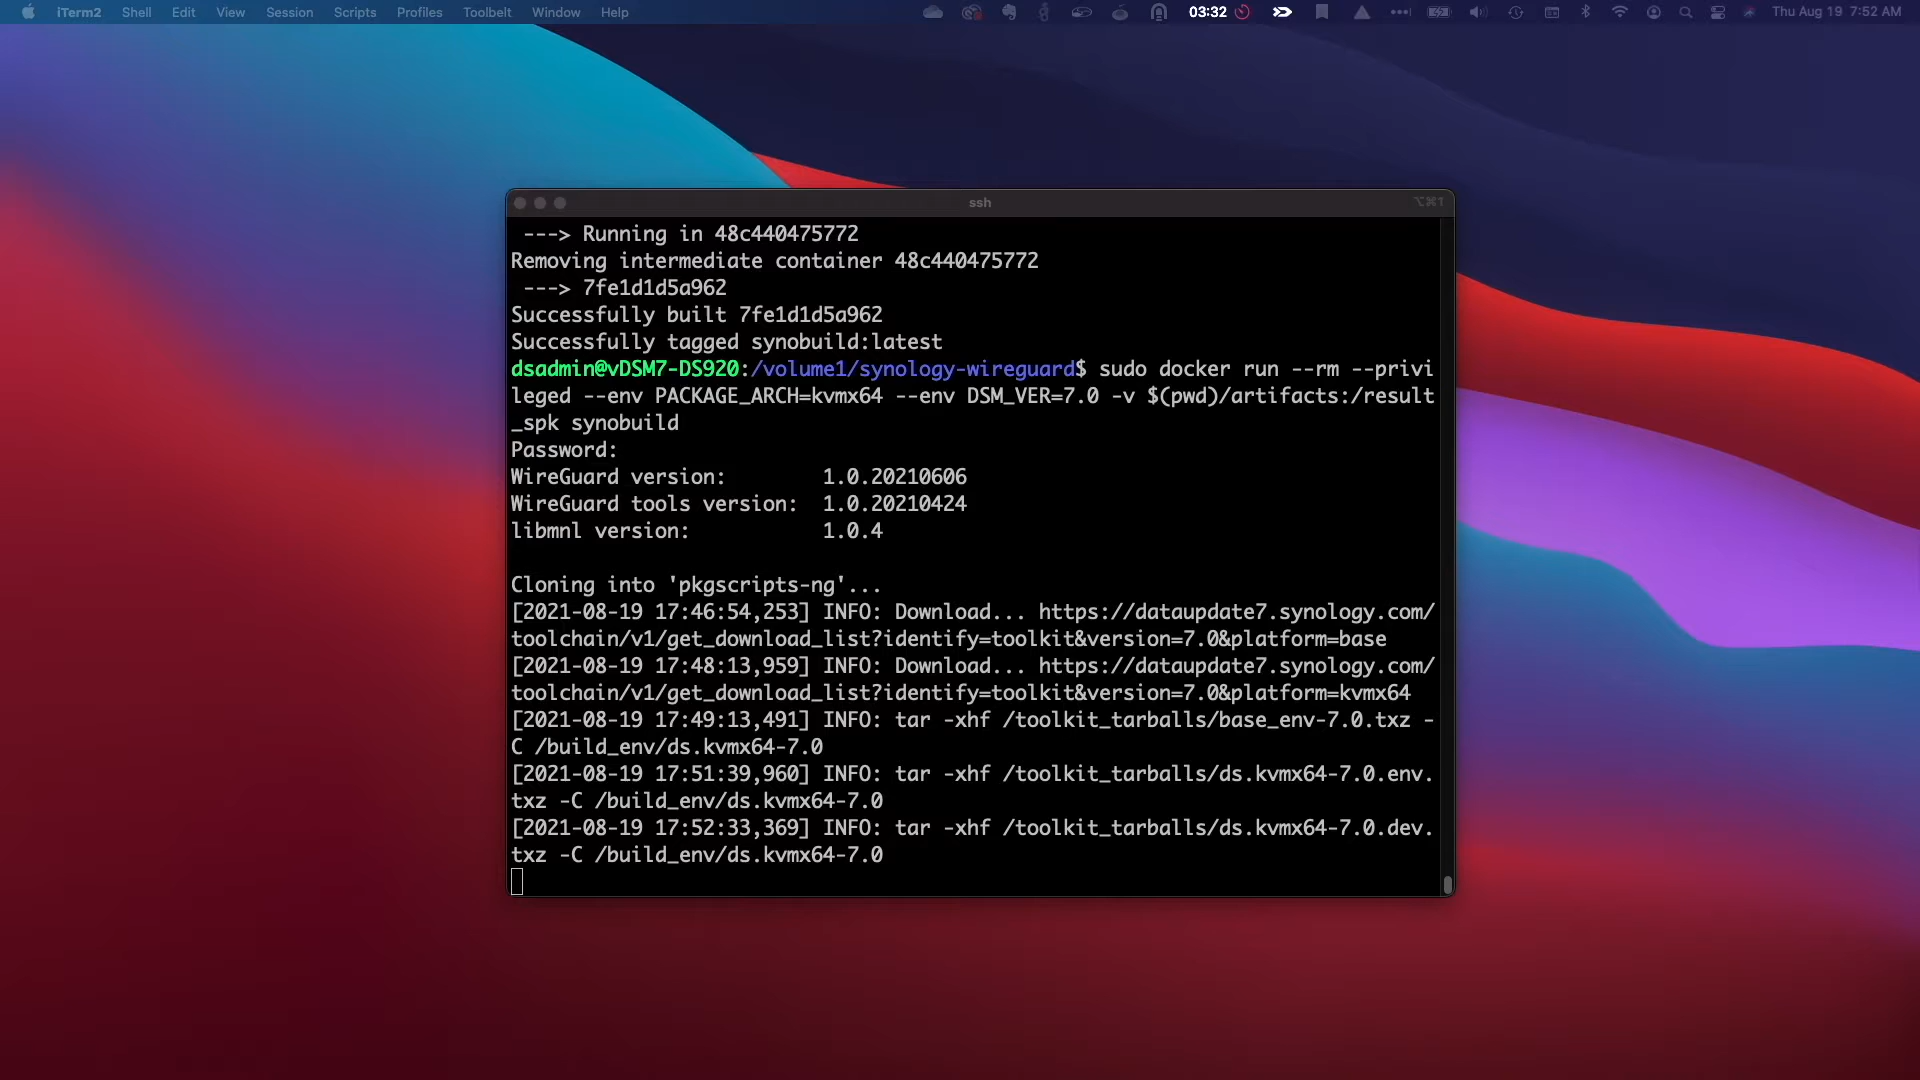 iTerm2 Shell Edit View Session Scripts Profiles Toolbelt Window Help 03:32 Thu Aug 19 7:52 AM
ssh ⌥⌘1
---> Running in 48c440475772
Removing intermediate container 48c440475772
---> 7fe1d1d5a962
Successfully built 7fe1d1d5a962
Successfully tagged synobuild:latest
dsadmin@vDSM7-DS920:/volume1/synology-wireguard$ sudo docker run --rm --privi
leged --env PACKAGE_ARCH=kvmx64 --env DSM_VER=7.0 -v $(pwd)/artifacts:/result
_spk synobuild
Password:
WireGuard version: 1.0.20210606
WireGuard tools version: 1.0.20210424
libmnl version: 1.0.4
Cloning into 'pkgscripts-ng'...
[2021-08-19 17:46:54,253] INFO: Download... https://dataupdate7.synology.com/
toolchain/v1/get_download_list?identify=toolkit&version=7.0&platform=base
[2021-08-19 17:48:13,959] INFO: Download... https://dataupdate7.synology.com/
toolchain/v1/get_download_list?identify=toolkit&version=7.0&platform=kvmx64
[2021-08-19 17:49:13,491] INFO: tar -xhf /toolkit_tarballs/base_env-7.0.txz -
C /build_env/ds.kvmx64-7.0
[2021-08-19 17:51:39,960] INFO: tar -xhf /toolkit_tarballs/ds.kvmx64-7.0.env.
txz -C /build_env/ds.kvmx64-7.0
[2021-08-19 17:52:33,369] INFO: tar -xhf /toolkit_tarballs/ds.kvmx64-7.0.dev.
txz -C /build_env/ds.kvmx64-7.0